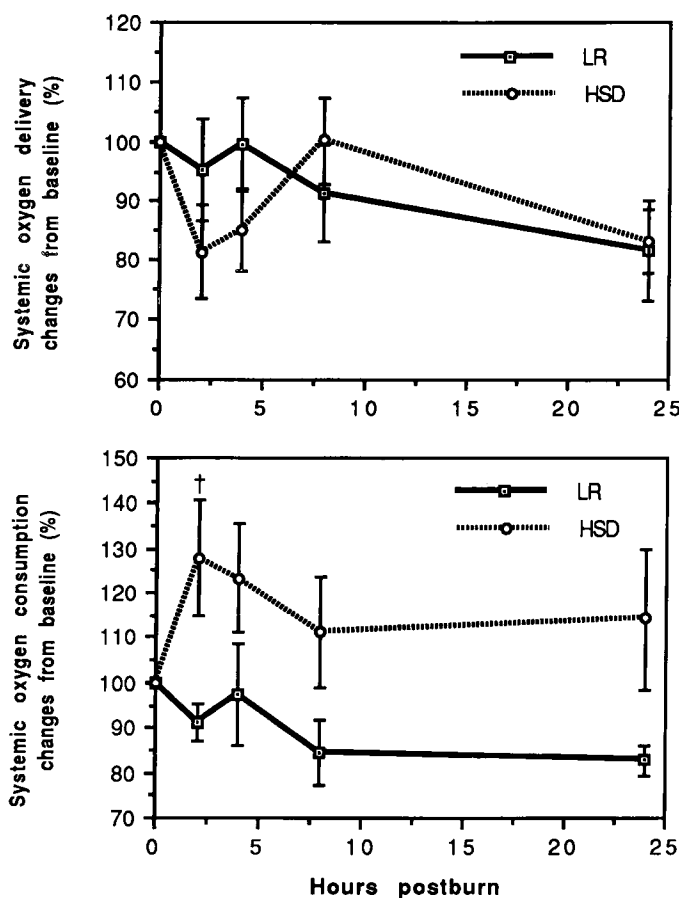 Systemic oxygen delivery
changes from baseline (%)
120
110
100
90
80
70
60
LR
HSD
0 5 10 15 20 25
Systemic oxygen consumption
changes from baseline (%)
150
140
130
120
110
100
90
80
70
†
LR
HSD
0 5 10 15 20 25
Hours postburn